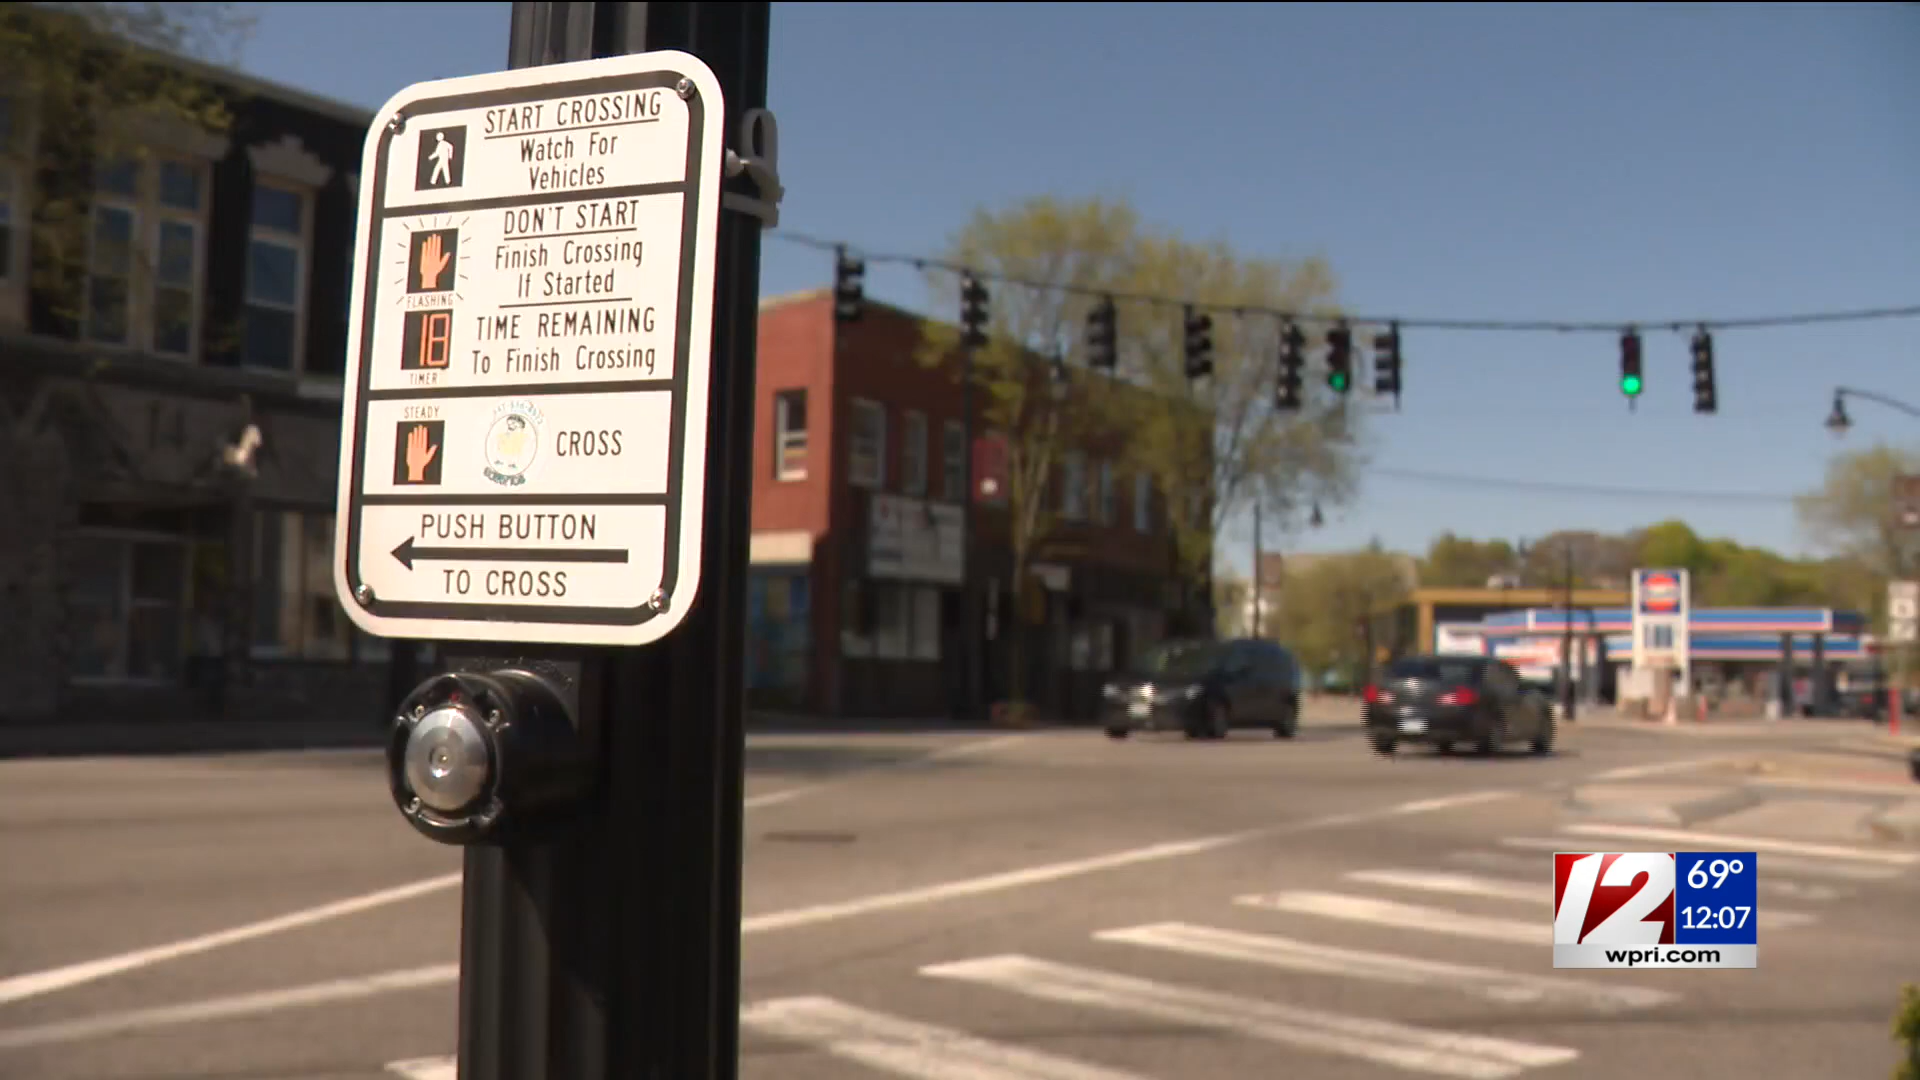 START CROSSING
Watch For
Vehicles
DON'T START
Finish Crossing
If Started
FLASHING
18
TIME REMAINING
To Finish Crossing
TIMER
STEADY
CROSS
PUSH BUTTON
TO CROSS
12
69°
12:07
wpri.com